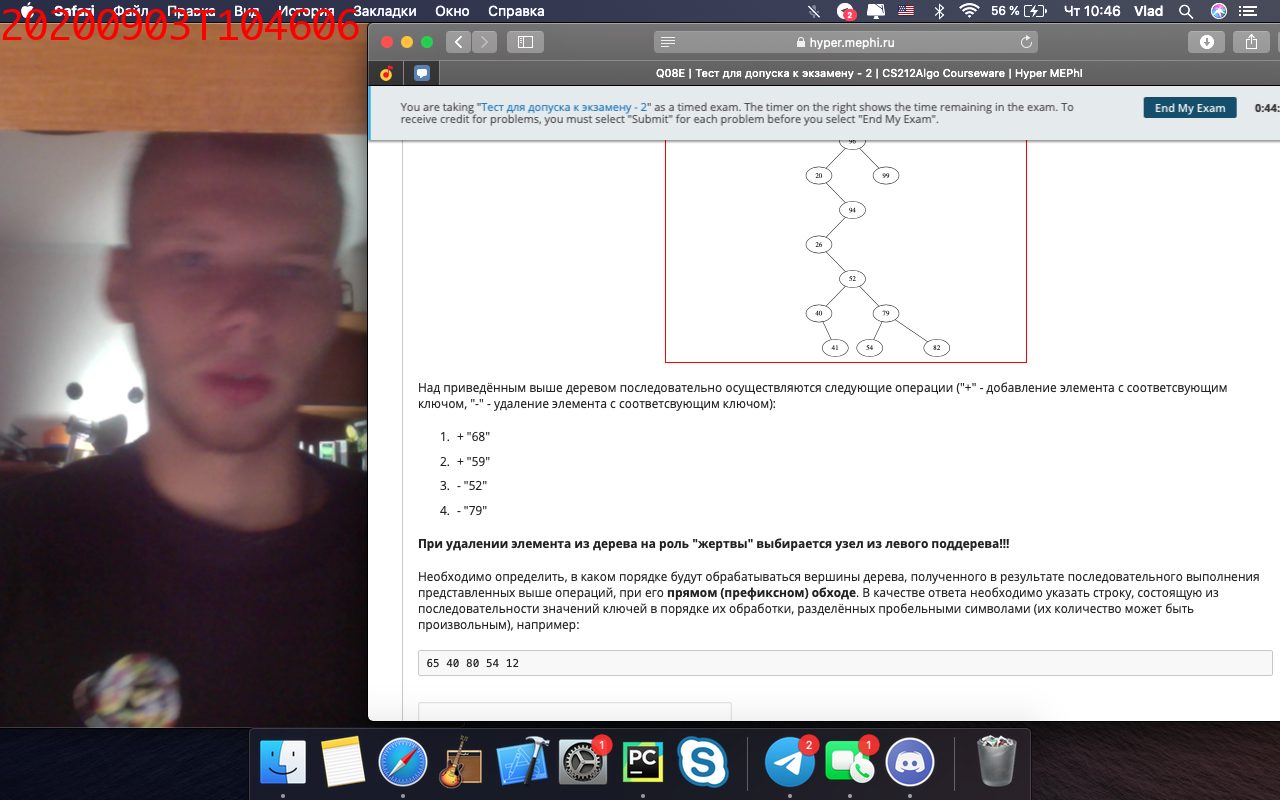 20200903T104606
Safari Файл Правка Вид История Закладки Окно Справка
2
56 % Чт 10:46 Vlad
hyper.mephi.ru
Q08E | Тест для допуска к экзамену - 2 | CS212Algo Courseware | Hyper MEPhI
You are taking "Тест для допуска к экзамену - 2" as a timed exam. The timer on the right shows the time remaining in the exam. To
receive credit for problems, you must select "Submit" for each problem before you select "End My Exam".
End My Exam
0:44:
96
20 99
94
26
52
40 79
41 54 82
Над приведённым выше деревом последовательно осуществляются следующие операции ("+" - добавление элемента с соответсвующим
ключом, "-" - удаление элемента с соответсвующим ключом):
1. + "68"
2. + "59"
3. - "52"
4. - "79"
При удалении элемента из дерева на роль "жертвы" выбирается узел из левого поддерева!!!
Необходимо определить, в каком порядке будут обрабатываться вершины дерева, полученного в результате последовательного выполнения
представленных выше операций, при его прямом (префиксном) обходе. В качестве ответа необходимо указать строку, состоящую из
последовательности значений ключей в порядке их обработки, разделённых пробельными символами (их количество может быть
произвольным), например:
65 40 80 54 12
1
PC
2
1